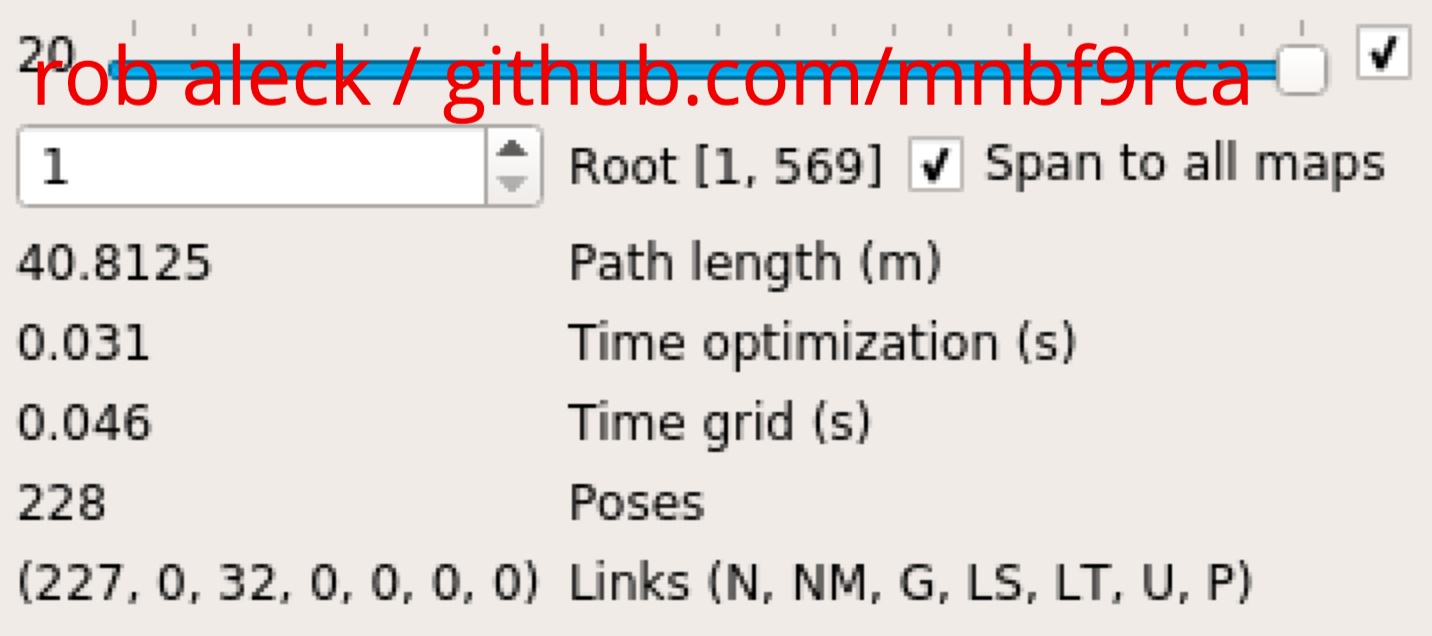 20
rob aleck / github.com/mnbf9rca
1 Root [1, 569] Span to all maps
40.8125 Path length (m)
0.031 Time optimization (s)
0.046 Time grid (s)
228 Poses
(227, 0, 32, 0, 0, 0, 0) Links (N, NM, G, LS, LT, U, P)